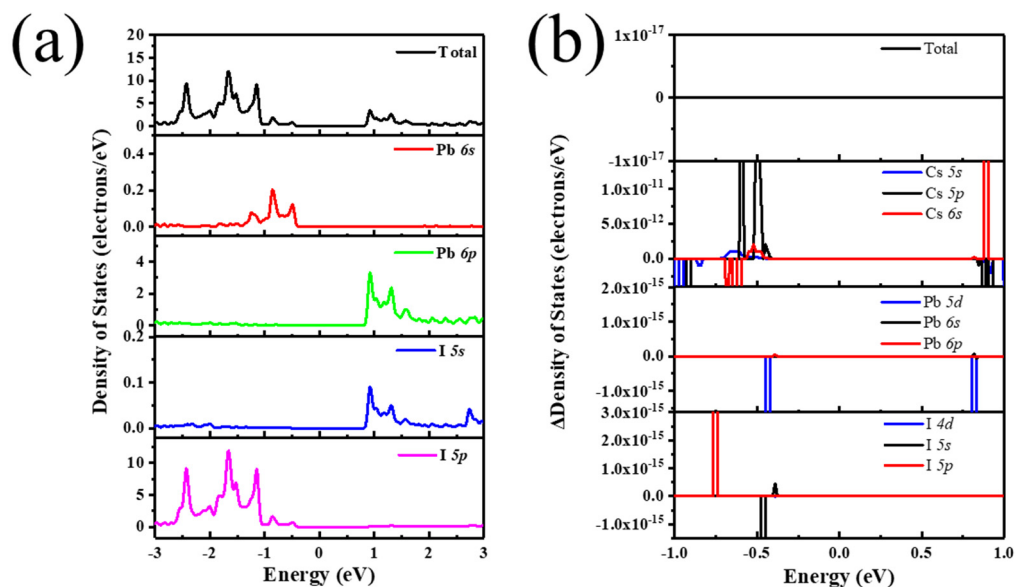 (a)
Density of States (electrons/eV)
20
15
10
5
0
Total
0.4
0.2
0.0
Pb 6s
4
2
0
Pb 6p
0.2
0.1
0.0
I 5s
10
5
0
I 5p
-3 -2 -1 0 1 2 3
Energy (eV)
(b)
ΔDensity of States (electrons/eV)
1x10-17
0
-1x10-17
Total
1.0x10-11
5.0x10-12
0.0
Cs 5s
Cs 5p
Cs 6s
2.0x10-15
1.0x10-15
0.0
-1.0x10-15
Pb 5d
Pb 6s
Pb 6p
3.0x10-15
2.0x10-15
1.0x10-15
0.0
-1.0x10-15
I 4d
I 5s
I 5p
-1.0 -0.5 0.0 0.5 1.0
Energy (eV)